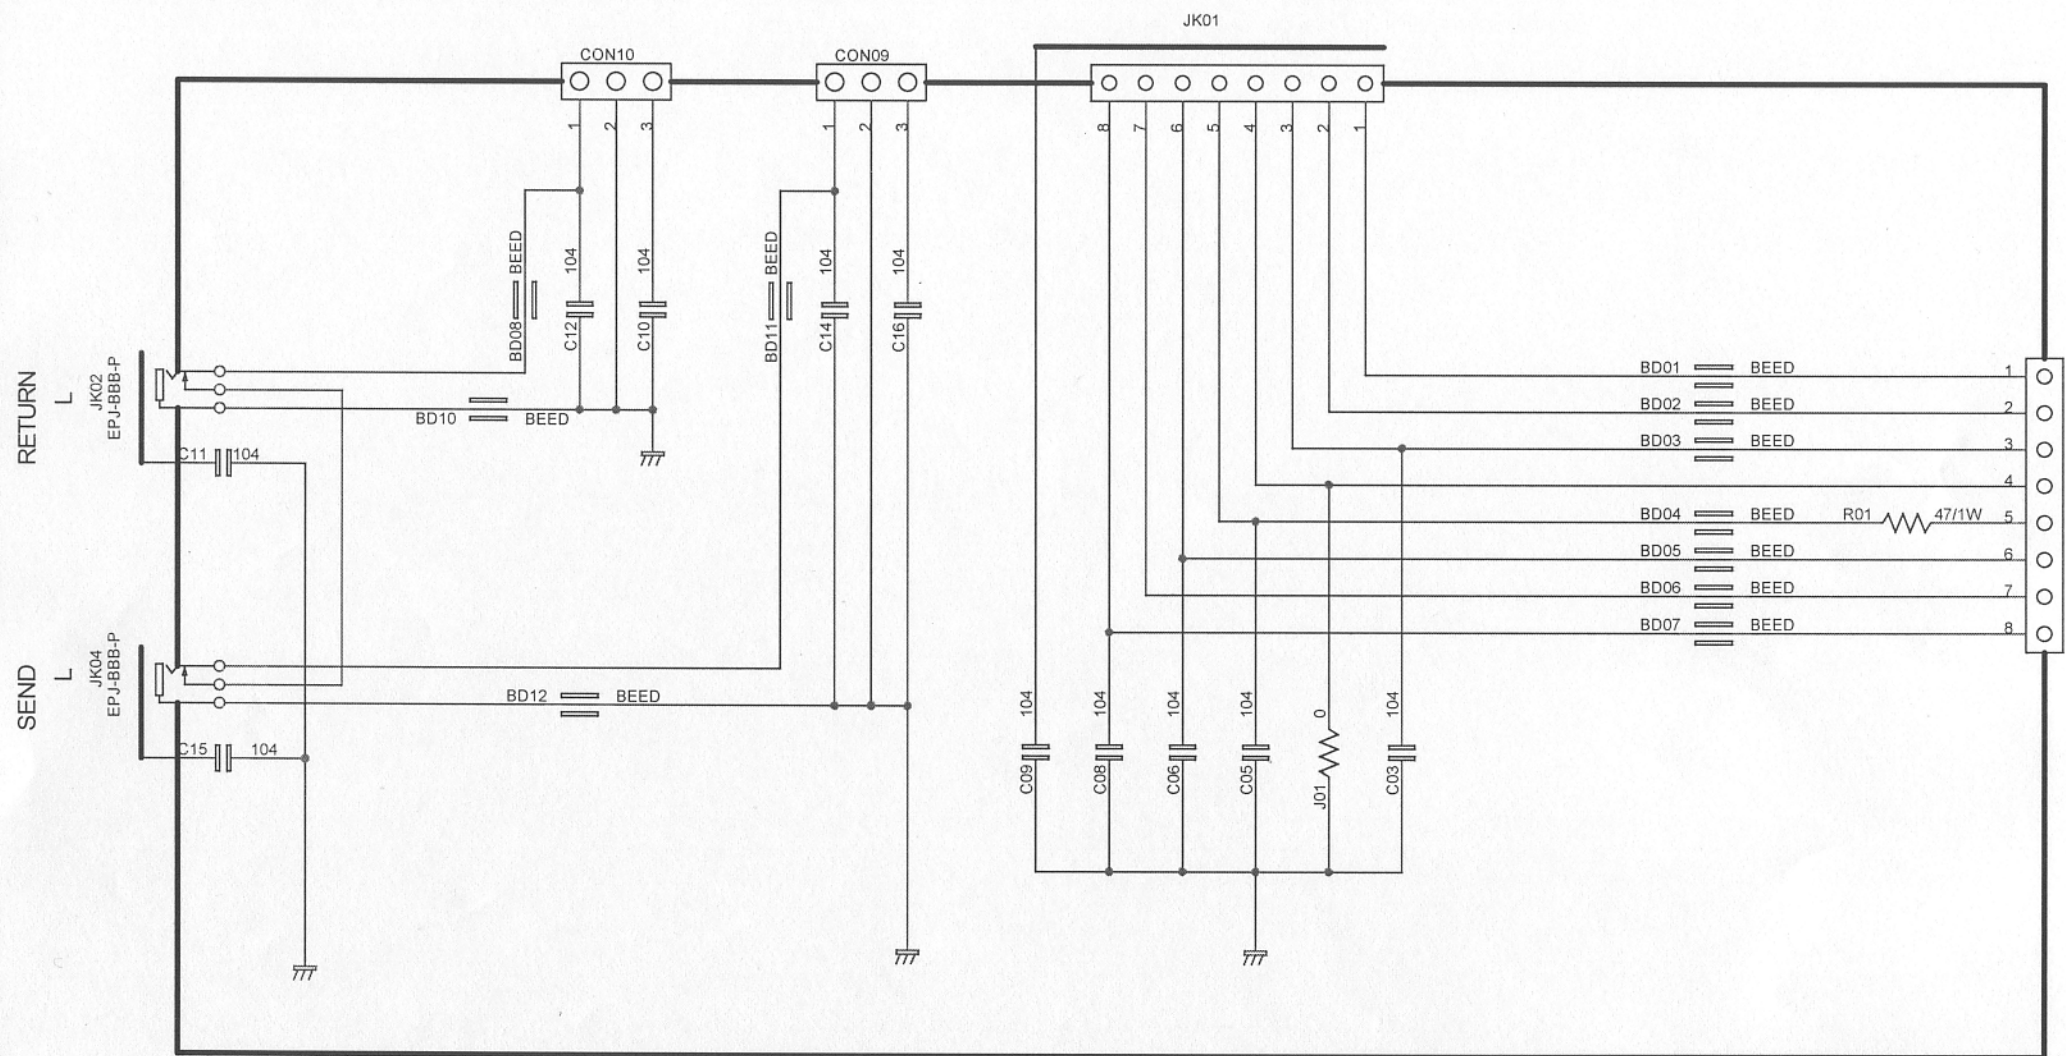 JK01
CON10
CON09
1
2
3
1
2
3
8
7
6
5
4
3
2
1
BD08 BEED
C12 104
C10 104
BD11 BEED
C14 104
C16 104
RETURN
L
JK02
EPJ-BBB-P
BD10 BEED
C11 104
BD01 BEED 1
BD02 BEED 2
BD03 BEED 3
4
BD04 BEED R01 47/1W 5
BD05 BEED 6
BD06 BEED 7
BD07 BEED 8
SEND
L
JK04
EPJ-BBB-P
BD12 BEED
C15 104
C09 104
C08 104
C06 104
C05 104
J01 0
C03 104